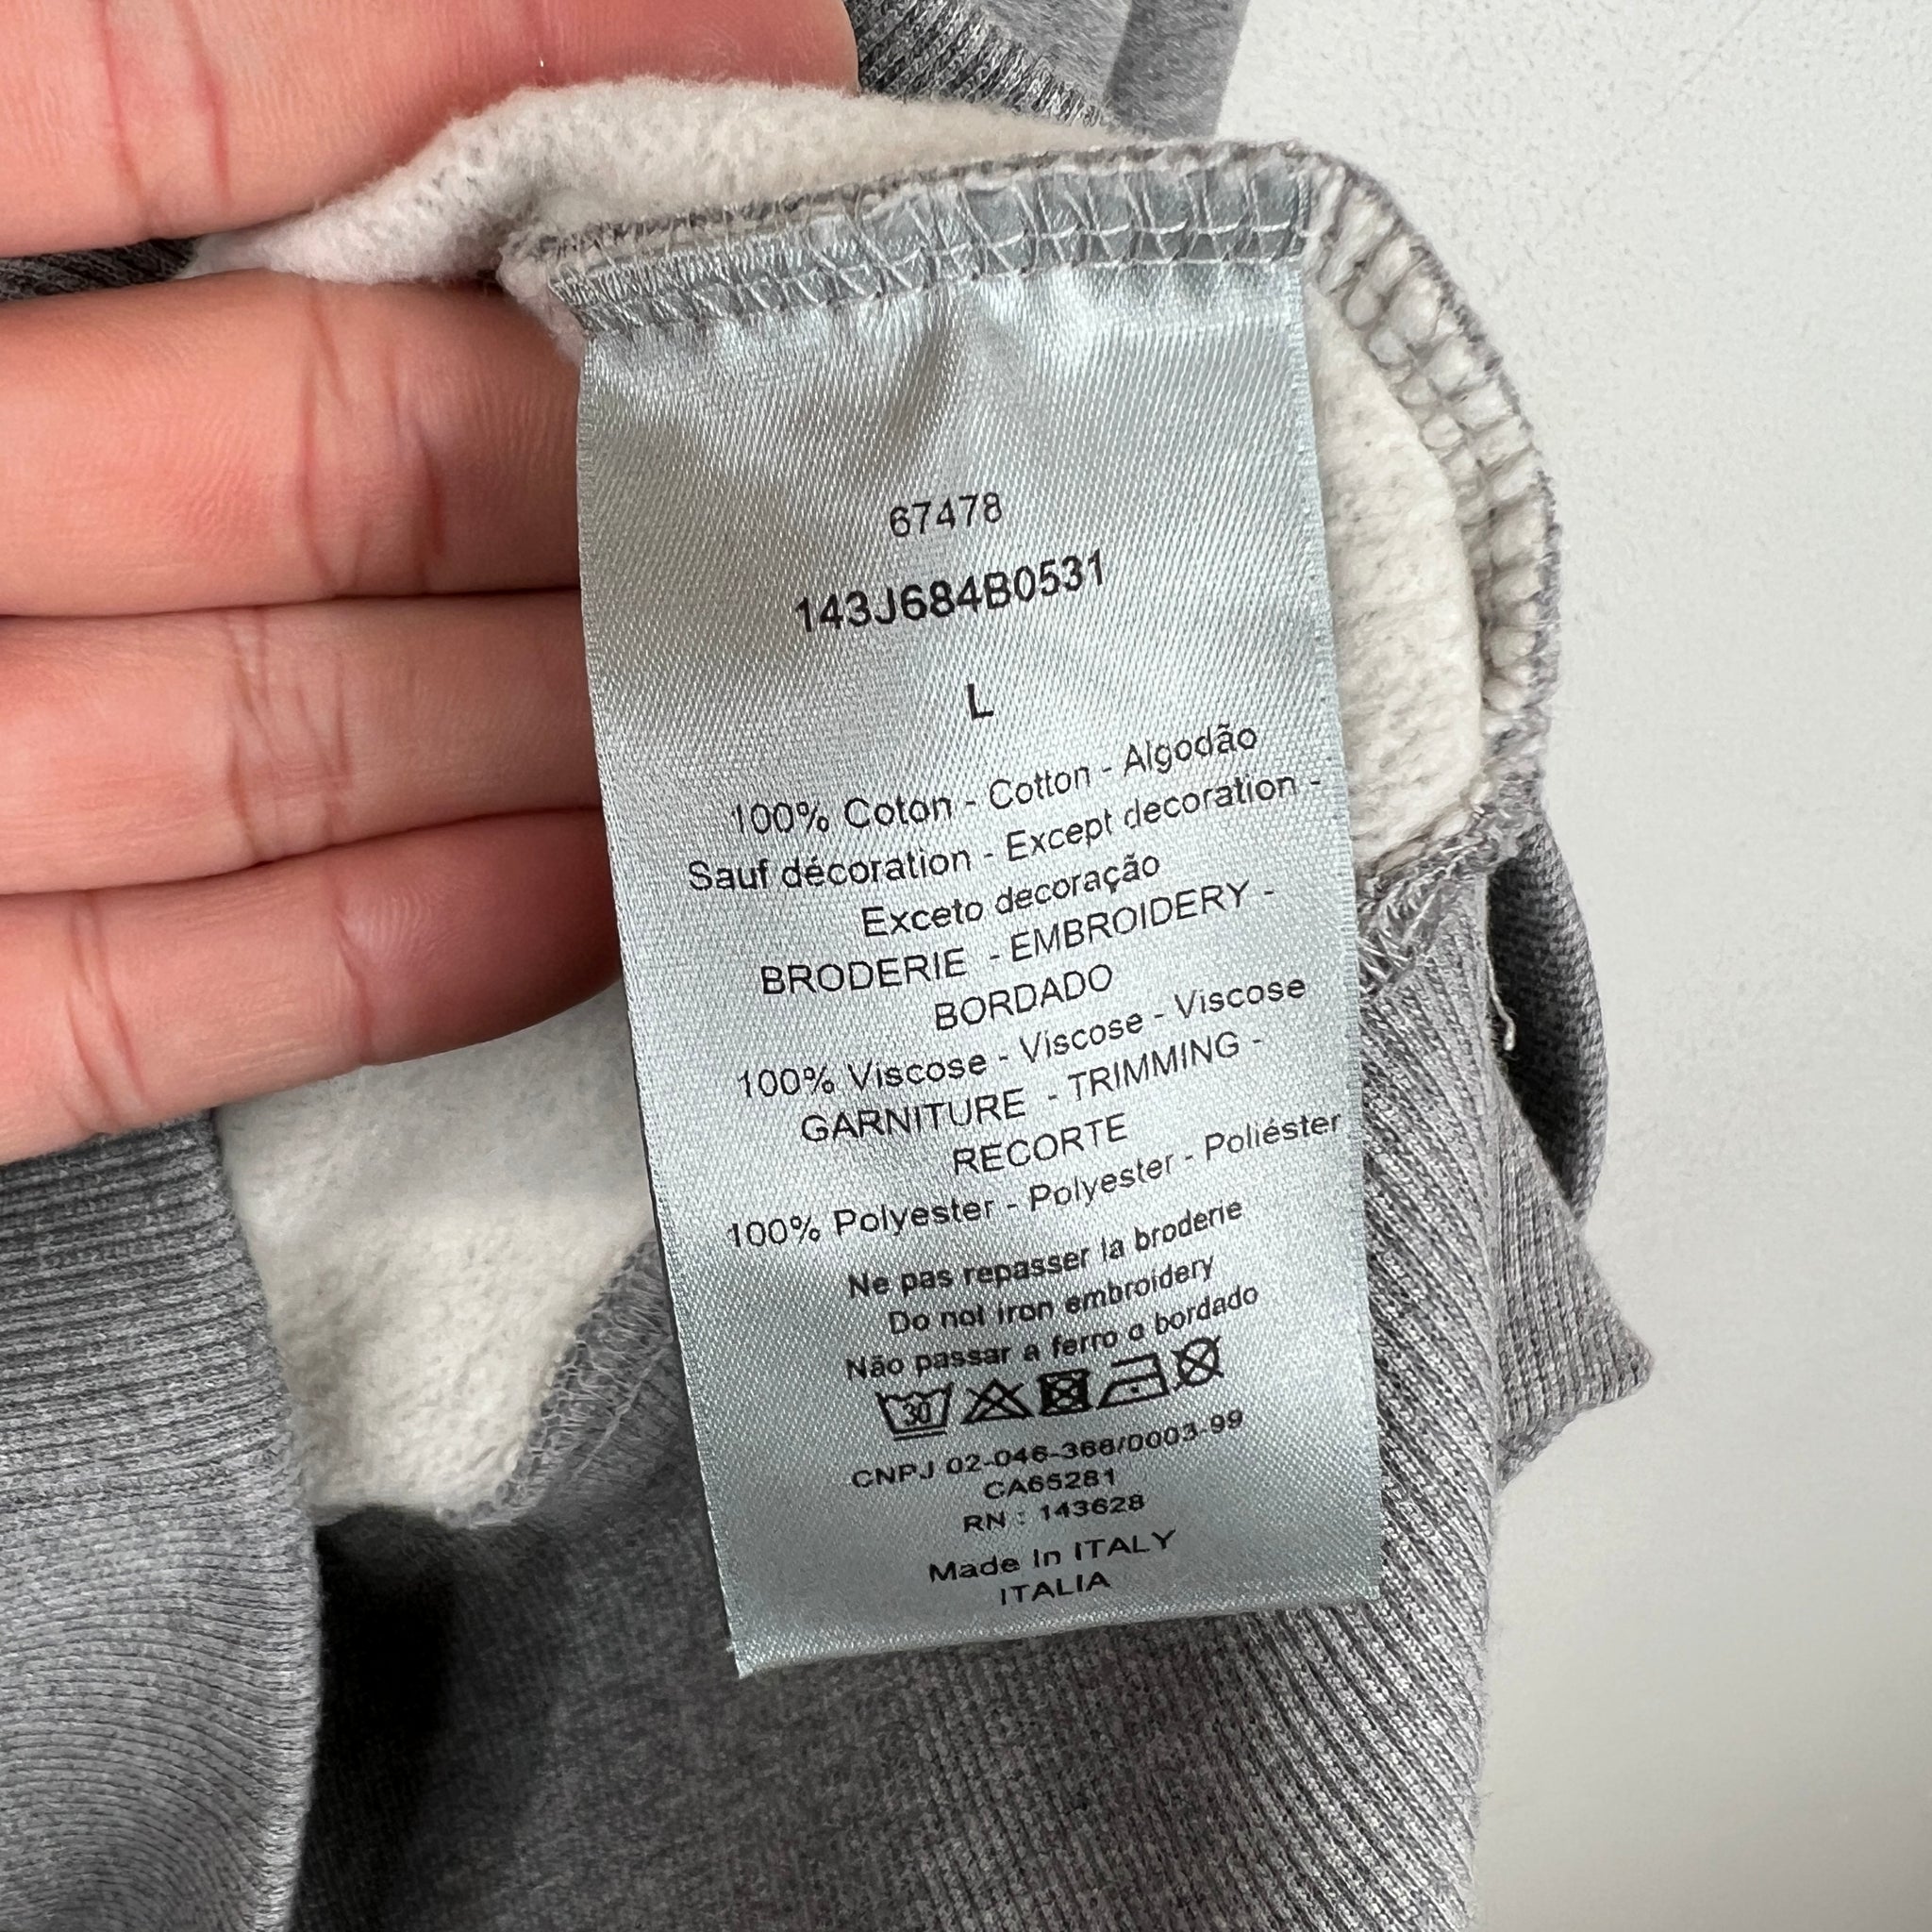 67478
143J684B0531
L
100% Coton - Cotton - Algodão
Sauf décoration - Except decoration -
Exceto decoração
BRODERIE - EMBROIDERY -
BORDADO
100% Viscose - Viscose - Viscose
GARNITURE - TRIMMING -
RECORTE
100% Polyester - Polyester - Poliéster
Ne pas repasser la broderie
Do not iron embroidery
Não passar a ferro o bordado
30
CNPJ 02-046-368/0003-99
CA65281
RN : 143628
Made In ITALY
ITALIA